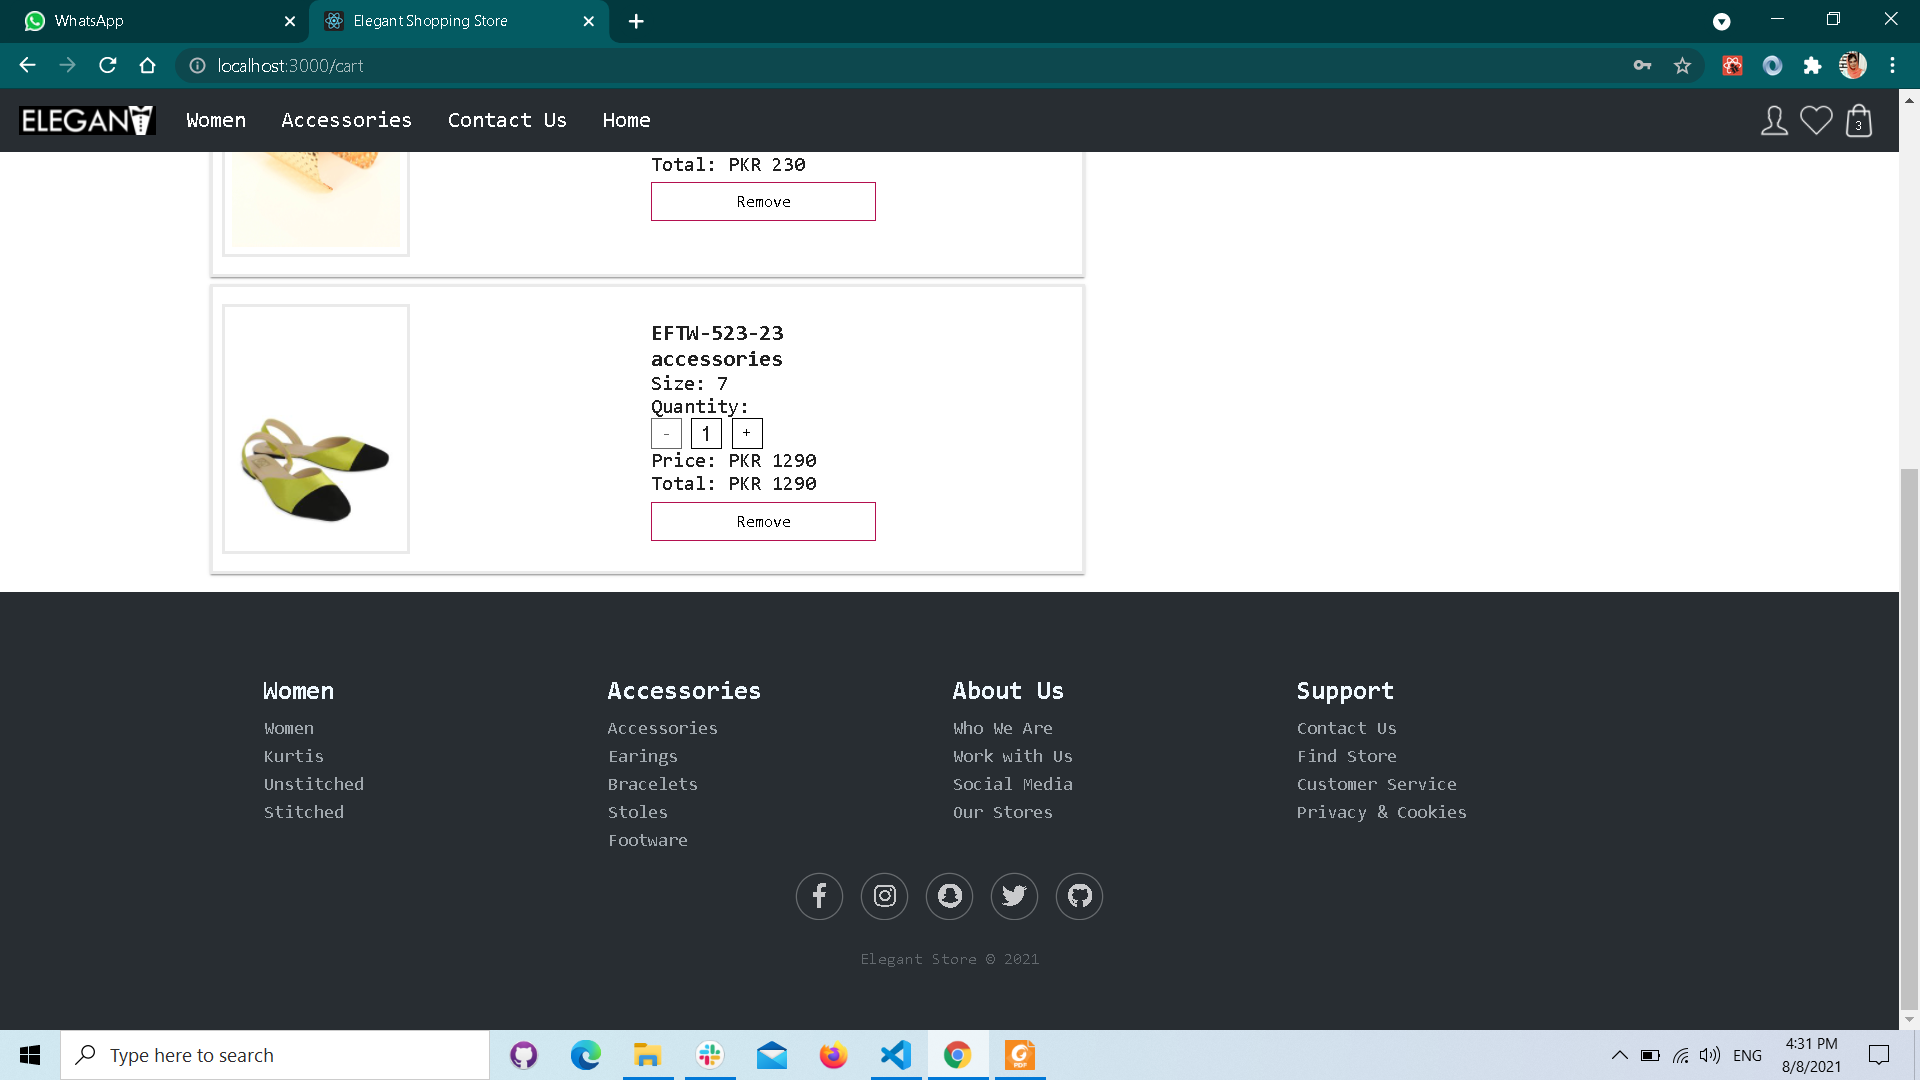 WhatsApp
Elegant Shopping Store
localhost:3000/cart
ELEGANT
Women
Accessories
Contact Us
Home
3
Total: PKR 230
Remove
EFTW-523-23
accessories
Size: 7
Quantity:
- 1 +
Price: PKR 1290
Total: PKR 1290
Remove
Women
Women
Kurtis
Unstitched
Stitched
Accessories
Accessories
Earings
Bracelets
Stoles
Footware
About Us
Who We Are
Work with Us
Social Media
Our Stores
Support
Contact Us
Find Store
Customer Service
Privacy & Cookies
Elegant Store © 2021
Type here to search
PDF
ENG
4:31 PM
8/8/2021